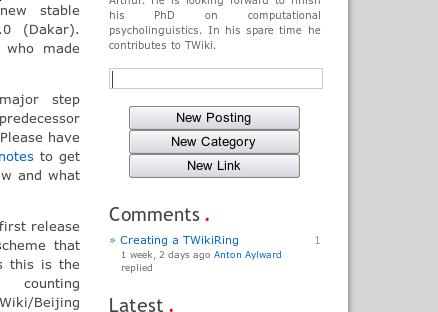 new stable
.0 (Dakar).
who made
major step
predecessor
Please have
notes to get
w and what
first release
scheme that
s this is the
counting
Wiki/Beijing
Arthur. He is looking forward to finish
his PhD on computational
psycholinguistics. In his spare time he
contributes to TWiki.
New Posting
New Category
New Link
Comments .
» Creating a TWikiRing 1
1 week, 2 days ago Anton Aylward
replied
Latest .